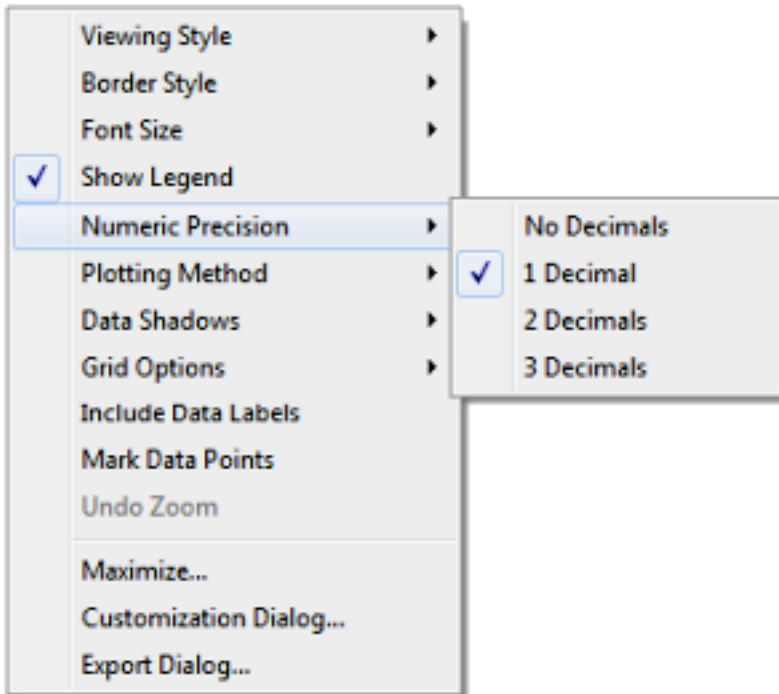 Viewing Style
Border Style
Font Size
Show Legend
Numeric Precision
Plotting Method
Data Shadows
Grid Options
Include Data Labels
Mark Data Points
Undo Zoom
Maximize...
Customization Dialog...
Export Dialog...
No Decimals
1 Decimal
2 Decimals
3 Decimals